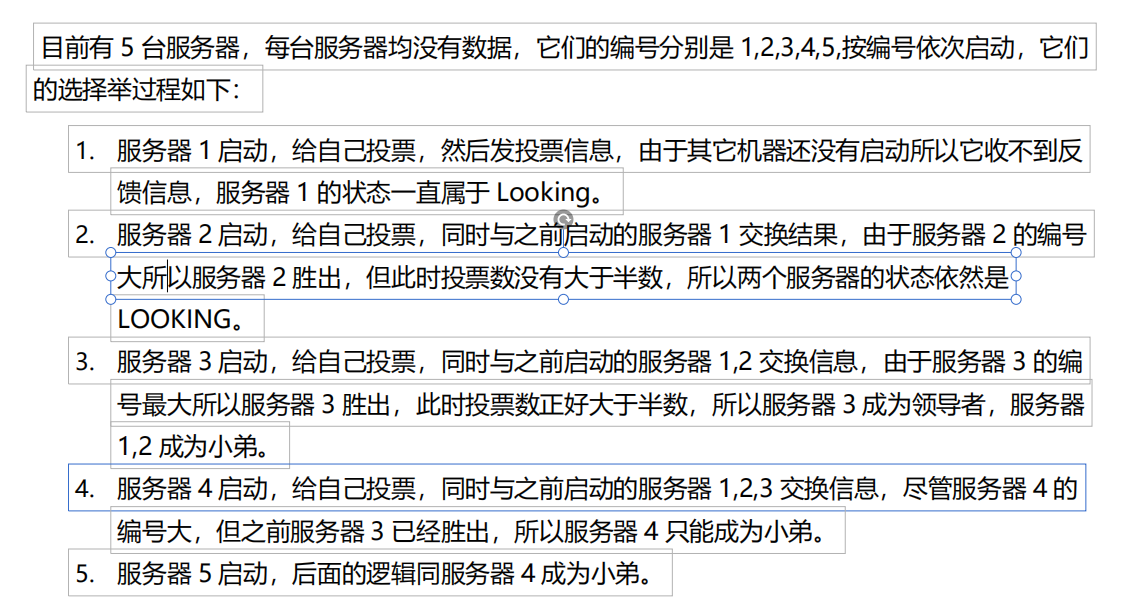 目前有 5 台服务器，每台服务器均没有数据，它们的编号分别是 1,2,3,4,5,按编号依次启动，它们
的选择举过程如下：
1. 服务器 1 启动，给自己投票，然后发投票信息，由于其它机器还没有启动所以它收不到反
馈信息，服务器 1 的状态一直属于 Looking。
2. 服务器 2 启动，给自己投票，同时与之前启动的服务器 1 交换结果，由于服务器 2 的编号
大所以服务器 2 胜出，但此时投票数没有大于半数，所以两个服务器的状态依然是
LOOKING。
3. 服务器 3 启动，给自己投票，同时与之前启动的服务器 1,2 交换信息，由于服务器 3 的编
号最大所以服务器 3 胜出，此时投票数正好大于半数，所以服务器 3 成为领导者，服务器
1,2 成为小弟。
4. 服务器 4 启动，给自己投票，同时与之前启动的服务器 1,2,3 交换信息，尽管服务器 4 的
编号大，但之前服务器 3 已经胜出，所以服务器 4 只能成为小弟。
5. 服务器 5 启动，后面的逻辑同服务器 4 成为小弟。